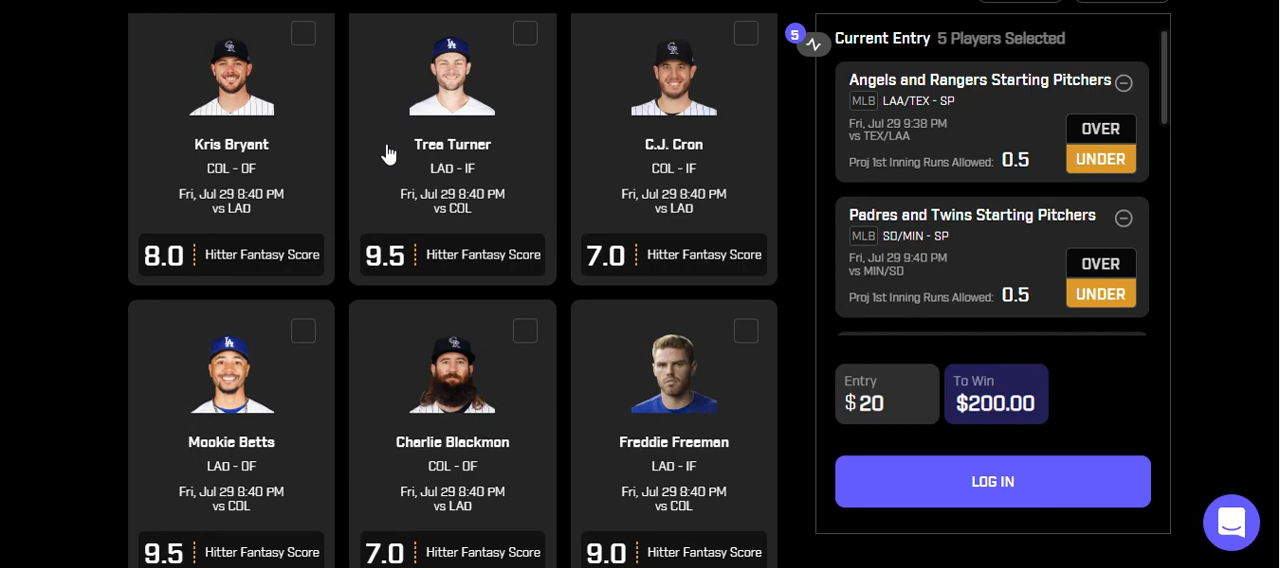 Kris Bryant
COL - OF
Fri, Jul 29 8:40 PM
vs LAD
8.0 Hitter Fantasy Score
Trea Turner
LAD - IF
Fri, Jul 29 8:40 PM
vs COL
9.5 Hitter Fantasy Score
C.J. Cron
COL - IF
Fri, Jul 29 8:40 PM
vs LAD
7.0 Hitter Fantasy Score
Mookie Betts
LAD - OF
Fri, Jul 29 8:40 PM
vs COL
9.5 Hitter Fantasy Score
Charlie Blackmon
COL - OF
Fri, Jul 29 8:40 PM
vs LAD
7.0 Hitter Fantasy Score
Freddie Freeman
LAD - IF
Fri, Jul 29 8:40 PM
vs COL
9.0 Hitter Fantasy Score
5
Current Entry 5 Players Selected
Angels and Rangers Starting Pitchers
MLB LAA/TEX - SP
Fri, Jul 29 9:38 PM
vs TEX/LAA
Proj 1st Inning Runs Allowed: 0.5
OVER
UNDER
Padres and Twins Starting Pitchers
MLB SD/MIN - SP
Fri, Jul 29 9:40 PM
vs MIN/SD
Proj 1st Inning Runs Allowed: 0.5
OVER
UNDER
Entry
$ 20
To Win
$200.00
LOG IN